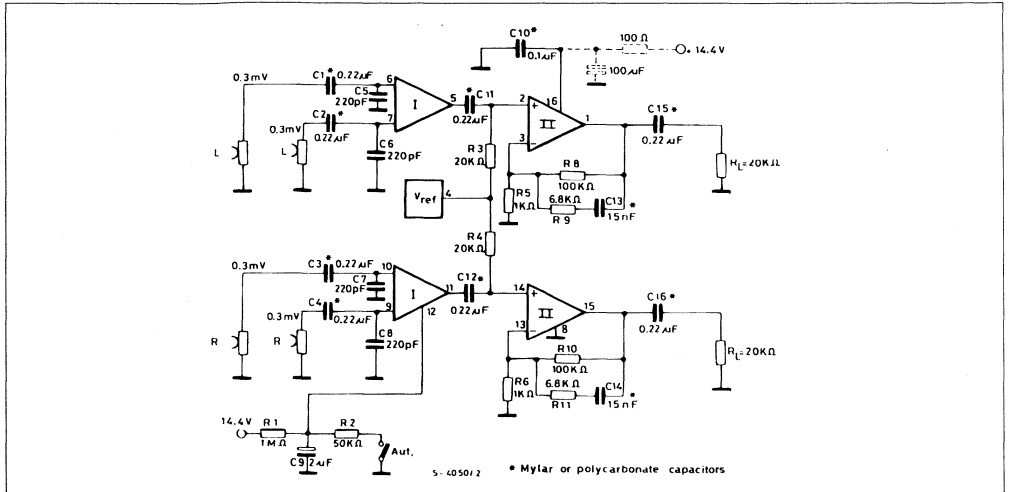 C10*
0.1µF
100Ω
+ 14.4V
100µF
0.3mV
C1* 0.22µF
6
C5
220pF
I
5
* C11
0.22µF
2
+
16
II
1
C15*
0.22µF
0.3mV
C2*
0.22µF
7
C6
220pF
L
L
R3
20KΩ
3
–
R8
100KΩ
R5
1KΩ
6.8KΩ
R9
C13*
15nF
RL=20KΩ
Vref
4
R4
20KΩ
0.3mV
C3* 0.22µF
10
C7
220pF
I
11
12
C12*
0.22µF
14
+
II
15
C16*
0.22µF
0.3mV
C4*
0.22µF
9
C8
220pF
R
R
13
–
8
R10
100KΩ
R6
1KΩ
6.8KΩ
R11
C14*
15nF
RL=20KΩ
14.4V
R1
1MΩ
R2
50KΩ
C9 2µF
Aut.
S-4050/2
* Mylar or polycarbonate capacitors